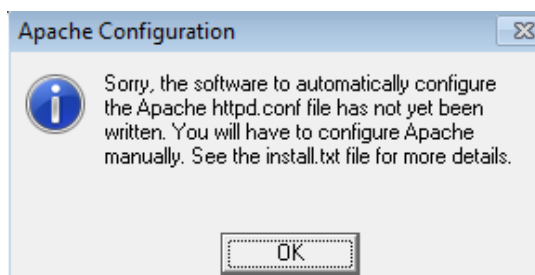 Apache Configuration
Sorry, the software to automatically configure
the Apache httpd.conf file has not yet been
written. You will have to configure Apache
manually. See the install.txt file for more details.
OK